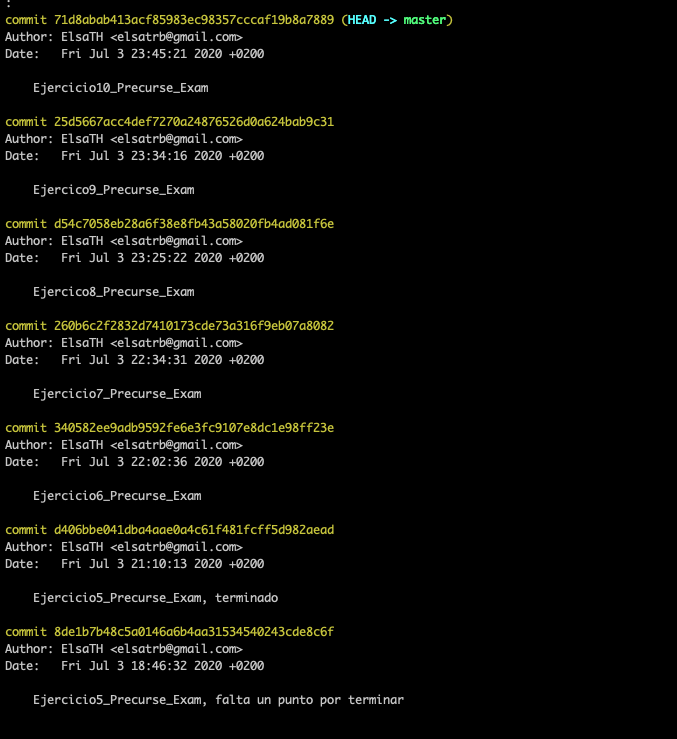 :
commit 71d8abab413acf85983ec98357cccaf19b8a7889 (HEAD -> master)
Author: ElsaTH <elsatrb@gmail.com>
Date:   Fri Jul 3 23:45:21 2020 +0200
    Ejercicio10_Precurse_Exam
commit 25d5667acc4def7270a24876526d0a624bab9c31
Author: ElsaTH <elsatrb@gmail.com>
Date:   Fri Jul 3 23:34:16 2020 +0200
    Ejercico9_Precurse_Exam
commit d54c7058eb28a6f38e8fb43a58020fb4ad081f6e
Author: ElsaTH <elsatrb@gmail.com>
Date:   Fri Jul 3 23:25:22 2020 +0200
    Ejercico8_Precurse_Exam
commit 260b6c2f2832d7410173cde73a316f9eb07a8082
Author: ElsaTH <elsatrb@gmail.com>
Date:   Fri Jul 3 22:34:31 2020 +0200
    Ejercicio7_Precurse_Exam
commit 340582ee9adb9592fe6e3fc9107e8dc1e98ff23e
Author: ElsaTH <elsatrb@gmail.com>
Date:   Fri Jul 3 22:02:36 2020 +0200
    Ejercicio6_Precurse_Exam
commit d406bbe041dba4aae0a4c61f481fcff5d982aead
Author: ElsaTH <elsatrb@gmail.com>
Date:   Fri Jul 3 21:10:13 2020 +0200
    Ejercicio5_Precurse_Exam, terminado
commit 8de1b7b48c5a0146a6b4aa31534540243cde8c6f
Author: ElsaTH <elsatrb@gmail.com>
Date:   Fri Jul 3 18:46:32 2020 +0200
    Ejercicio5_Precurse_Exam, falta un punto por terminar